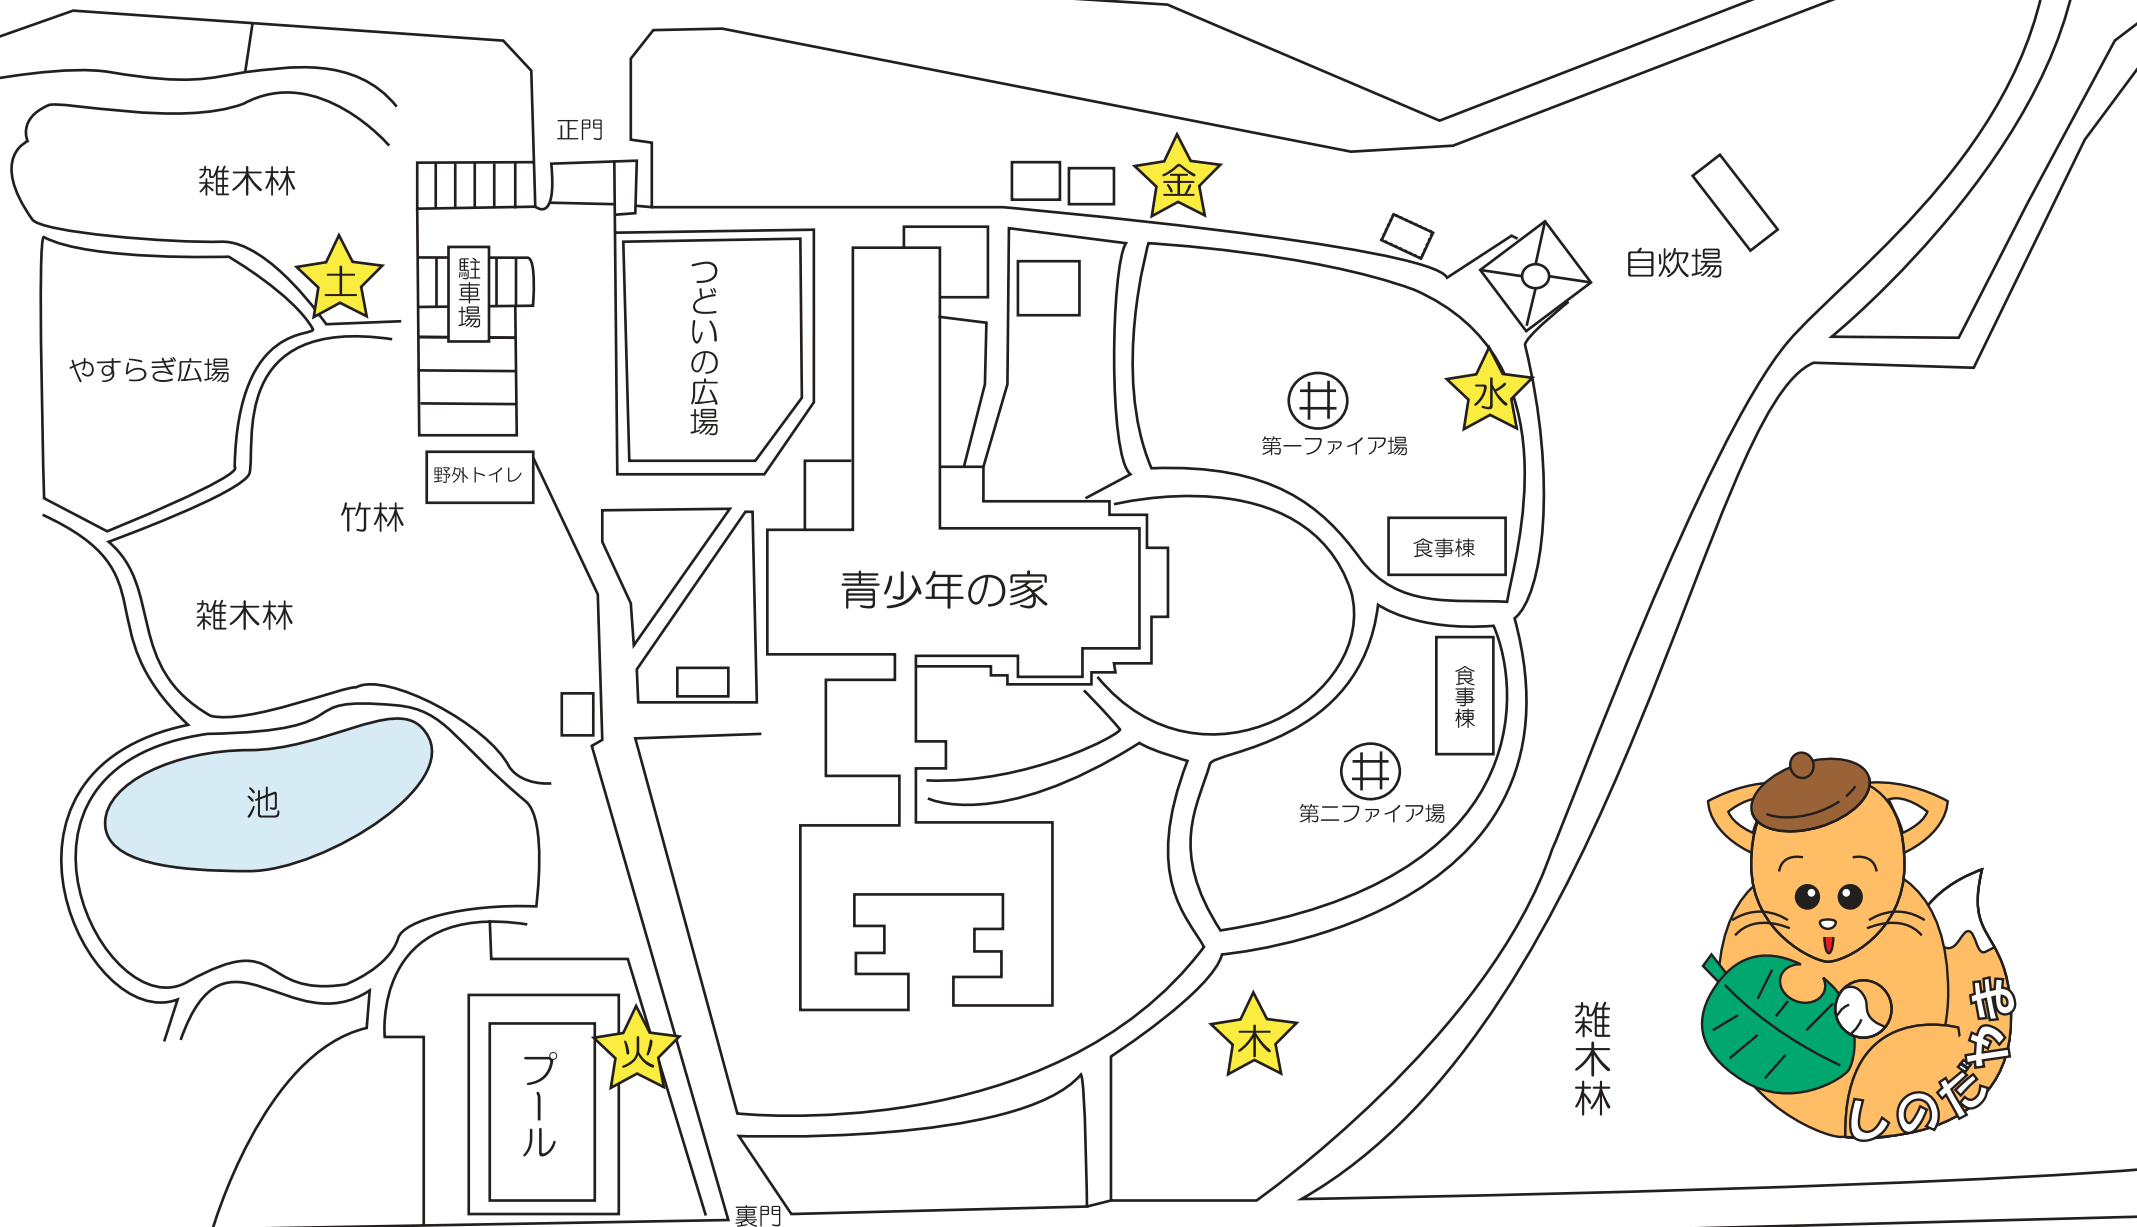 正門
雑木林
金
土
駐車場
つどいの広場
自炊場
やすらぎ広場
水
第一ファイア場
野外トイレ
竹林
食事棟
青少年の家
雑木林
食事棟
池
第二ファイア場
雑木林
火
木
プール
しのだやま
裏門